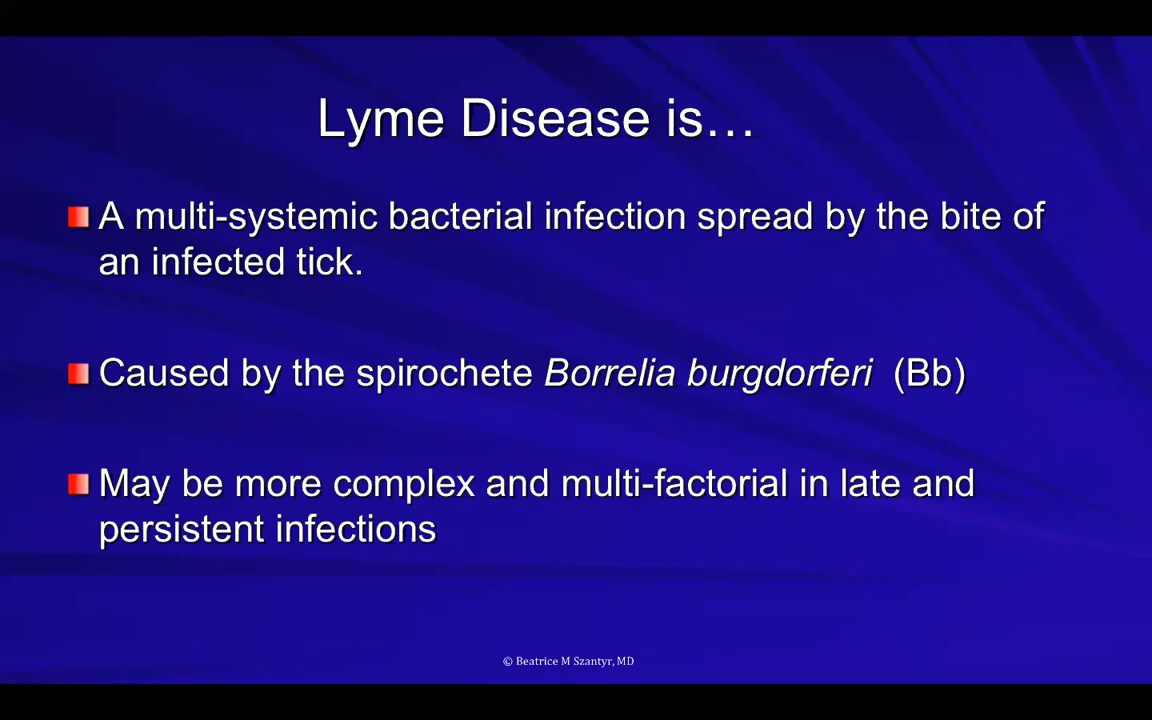 Lyme Disease is…
A multi-systemic bacterial infection spread by the bite of
an infected tick.
Caused by the spirochete Borrelia burgdorferi (Bb)
May be more complex and multi-factorial in late and
persistent infections
© Beatrice M Szantyr, MD